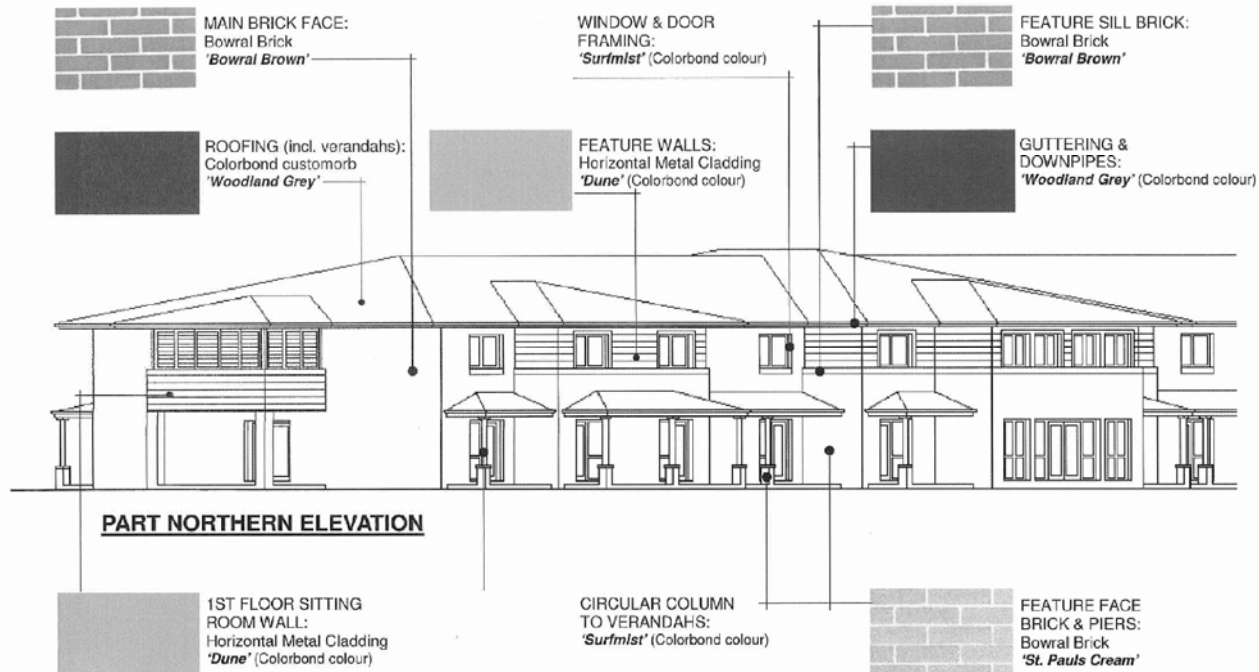 MAIN BRICK FACE:
Bowral Brick
'Bowral Brown'
WINDOW & DOOR
FRAMING:
'Surfmist' (Colorbond colour)
FEATURE SILL BRICK:
Bowral Brick
'Bowral Brown'
ROOFING (incl. verandahs):
Colorbond customorb
'Woodland Grey'
FEATURE WALLS:
Horizontal Metal Cladding
'Dune' (Colorbond colour)
GUTTERING &
DOWNPIPES:
'Woodland Grey' (Colorbond colour)
PART NORTHERN ELEVATION
1ST FLOOR SITTING
ROOM WALL:
Horizontal Metal Cladding
'Dune' (Colorbond colour)
CIRCULAR COLUMN
TO VERANDAHS:
'Surfmist' (Colorbond colour)
FEATURE FACE
BRICK & PIERS:
Bowral Brick
'St. Pauls Cream'